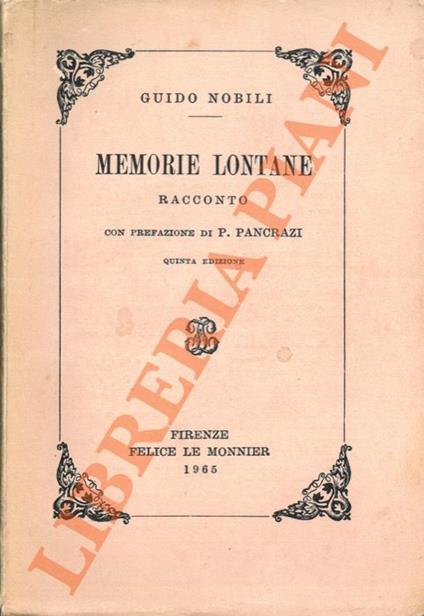 GUIDO NOBILI
MEMORIE LONTANE
RACCONTO
CON PREFAZIONE DI P. PANCRAZI
QUINTA EDIZIONE
FIRENZE
FELICE LE MONNIER
1965
LIBRERIA PIANI